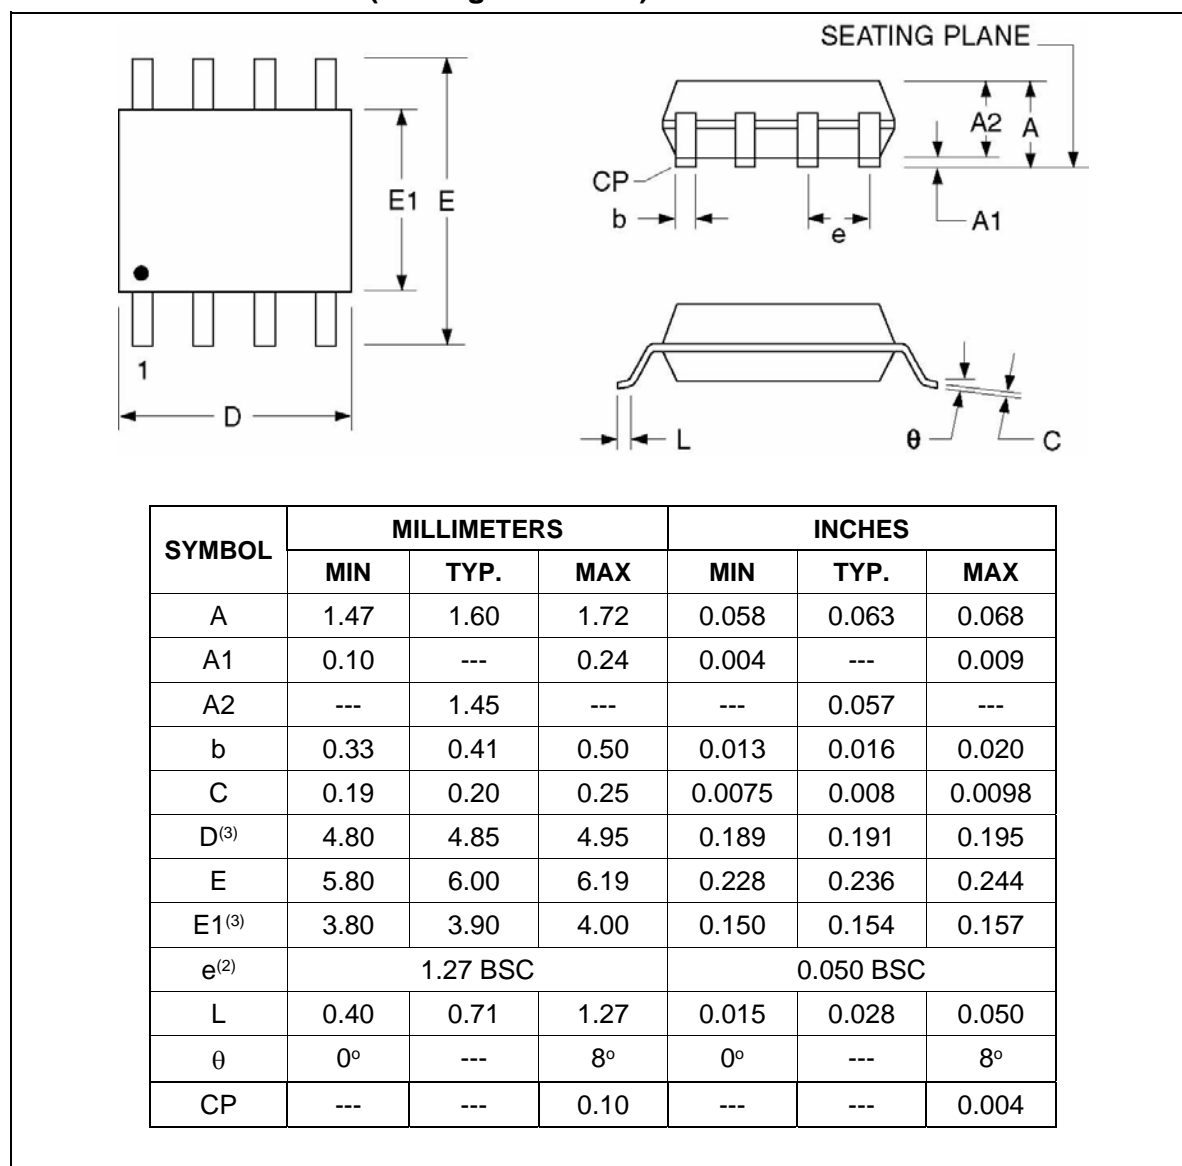 SEATING PLANE
A2 A
E1 E
CP
b
e
A1
1
D
L
θ
C
SYMBOL MILLIMETERS INCHES
MIN TYP. MAX MIN TYP. MAX
A 1.47 1.60 1.72 0.058 0.063 0.068
A1 0.10 --- 0.24 0.004 --- 0.009
A2 --- 1.45 --- --- 0.057 ---
b 0.33 0.41 0.50 0.013 0.016 0.020
C 0.19 0.20 0.25 0.0075 0.008 0.0098
D(3) 4.80 4.85 4.95 0.189 0.191 0.195
E 5.80 6.00 6.19 0.228 0.236 0.244
E1(3) 3.80 3.90 4.00 0.150 0.154 0.157
e(2) 1.27 BSC 0.050 BSC
L 0.40 0.71 1.27 0.015 0.028 0.050
θ 0° --- 8° 0° --- 8°
CP --- --- 0.10 --- --- 0.004